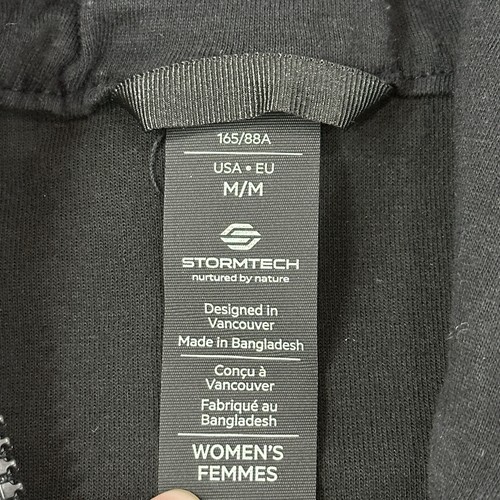 165/88A
USA • EU
M/M
STORMTECH
nurtured by nature
Designed in
Vancouver
Made in Bangladesh
Conçu à
Vancouver
Fabriqué au
Bangladesh
WOMEN'S
FEMMES